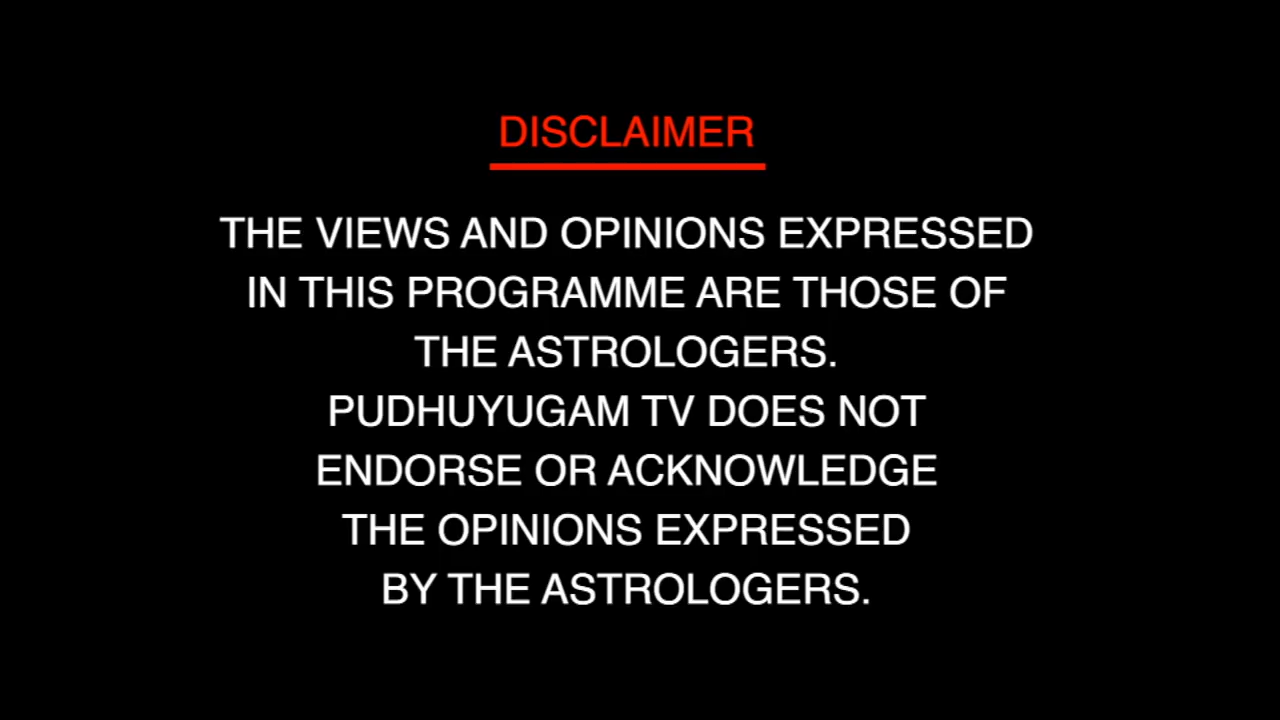 DISCLAIMER
THE VIEWS AND OPINIONS EXPRESSED
IN THIS PROGRAMME ARE THOSE OF
THE ASTROLOGERS.
PUDHUYUGAM TV DOES NOT
ENDORSE OR ACKNOWLEDGE
THE OPINIONS EXPRESSED
BY THE ASTROLOGERS.